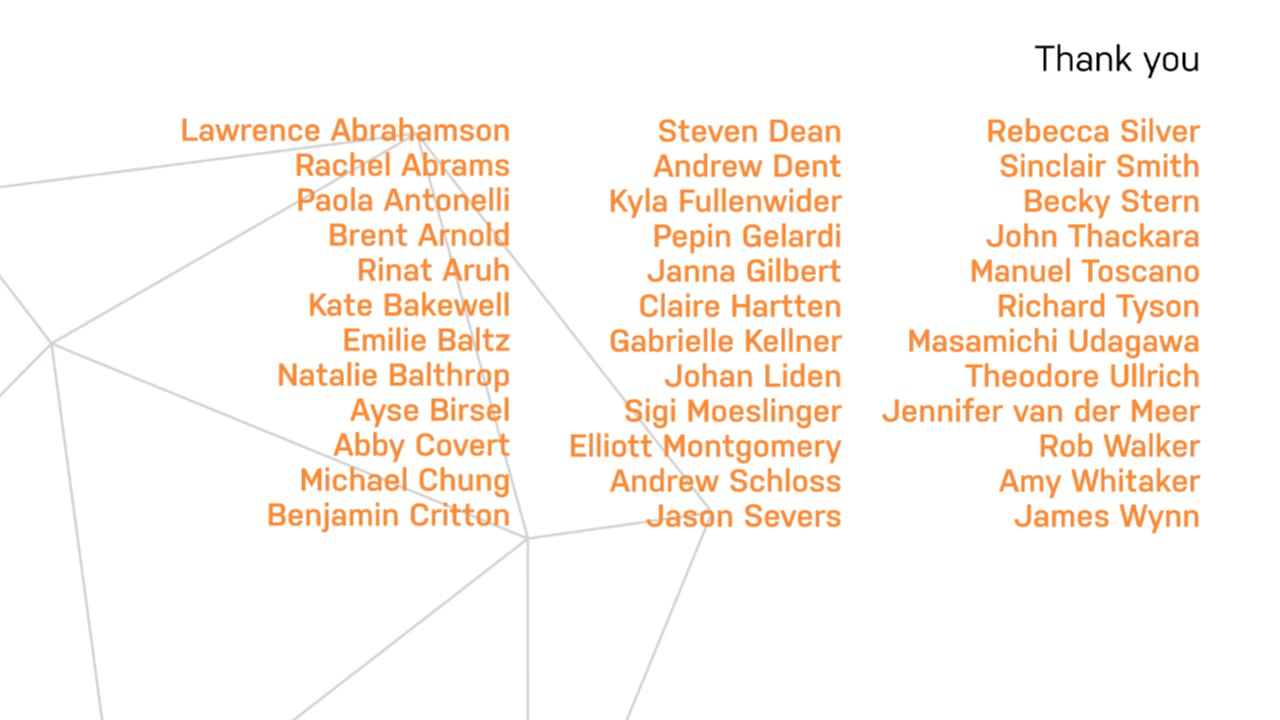 Thank you
Lawrence Abrahamson
Rachel Abrams
Paola Antonelli
Brent Arnold
Rinat Aruh
Kate Bakewell
Emilie Baltz
Natalie Balthrop
Ayse Birsel
Abby Covert
Michael Chung
Benjamin Critton
Steven Dean
Andrew Dent
Kyla Fullenwider
Pepin Gelardi
Janna Gilbert
Claire Hartten
Gabrielle Kellner
Johan Liden
Sigi Moeslinger
Elliott Montgomery
Andrew Schloss
Jason Severs
Rebecca Silver
Sinclair Smith
Becky Stern
John Thackara
Manuel Toscano
Richard Tyson
Masamichi Udagawa
Theodore Ullrich
Jennifer van der Meer
Rob Walker
Amy Whitaker
James Wynn